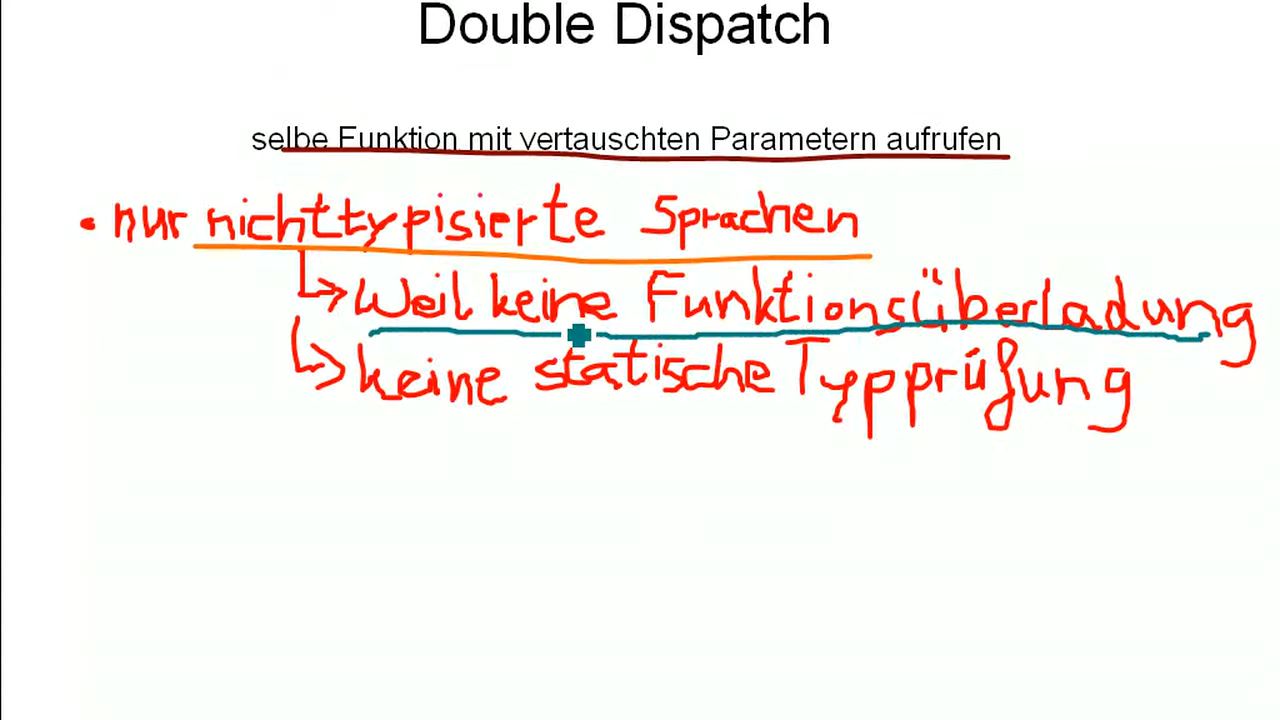 Double Dispatch
selbe Funktion mit vertauschten Parametern aufrufen
• nur nichttypisierte Sprachen
Weil keine Funktionsüberladung
keine statische Typprüfung